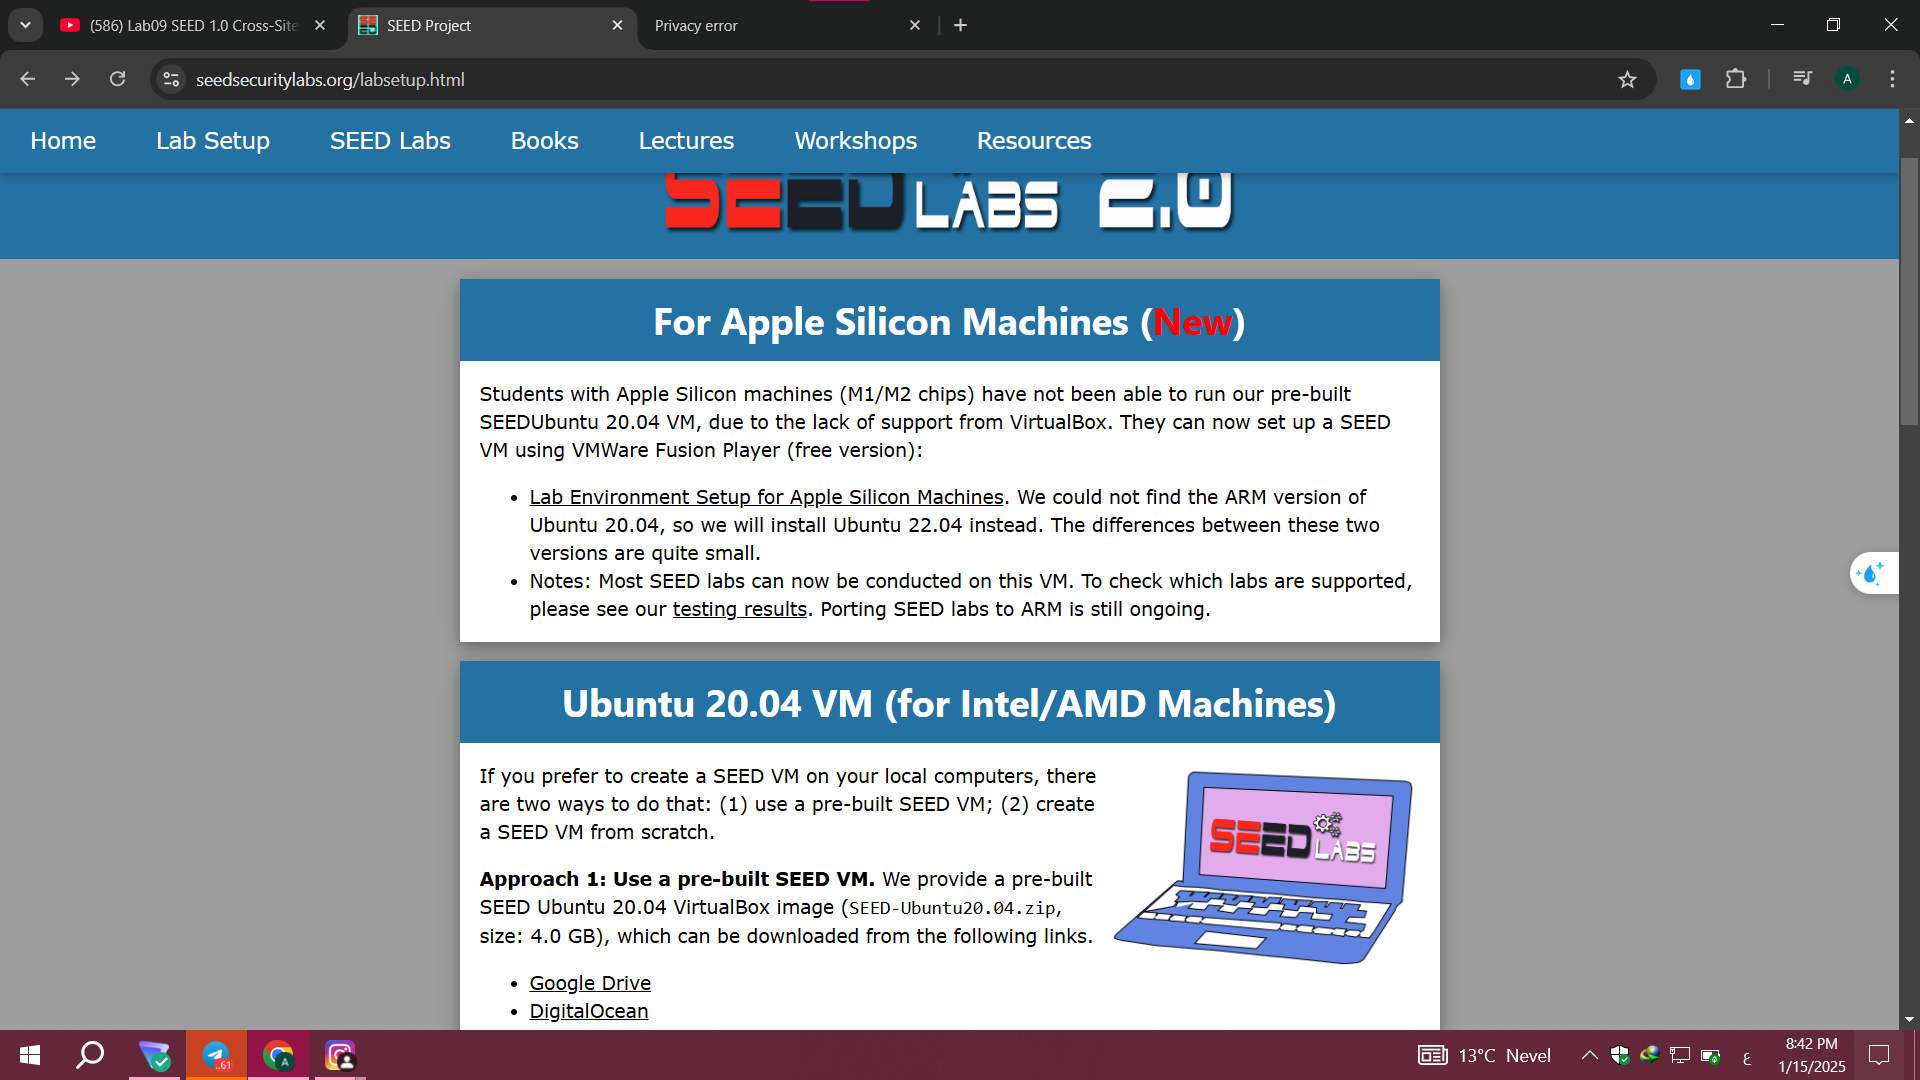 (586) Lab09 SEED 1.0 Cross-Site
SEED Project
Privacy error
seedsecuritylabs.org/labsetup.html
A
Home
Lab Setup
SEED Labs
Books
Lectures
Workshops
Resources
SEED LABS 2.0
For Apple Silicon Machines (New)
Students with Apple Silicon machines (M1/M2 chips) have not been able to run our pre-built
SEEDUbuntu 20.04 VM, due to the lack of support from VirtualBox. They can now set up a SEED
VM using VMWare Fusion Player (free version):
• Lab Environment Setup for Apple Silicon Machines. We could not find the ARM version of
Ubuntu 20.04, so we will install Ubuntu 22.04 instead. The differences between these two
versions are quite small.
• Notes: Most SEED labs can now be conducted on this VM. To check which labs are supported,
please see our testing results. Porting SEED labs to ARM is still ongoing.
Ubuntu 20.04 VM (for Intel/AMD Machines)
If you prefer to create a SEED VM on your local computers, there
are two ways to do that: (1) use a pre-built SEED VM; (2) create
a SEED VM from scratch.
SEED LABS
Approach 1: Use a pre-built SEED VM. We provide a pre-built
SEED Ubuntu 20.04 VirtualBox image (SEED-Ubuntu20.04.zip,
size: 4.0 GB), which can be downloaded from the following links.
• Google Drive
• DigitalOcean
..61
A
13°C Nevel
ع
8:42 PM
1/15/2025